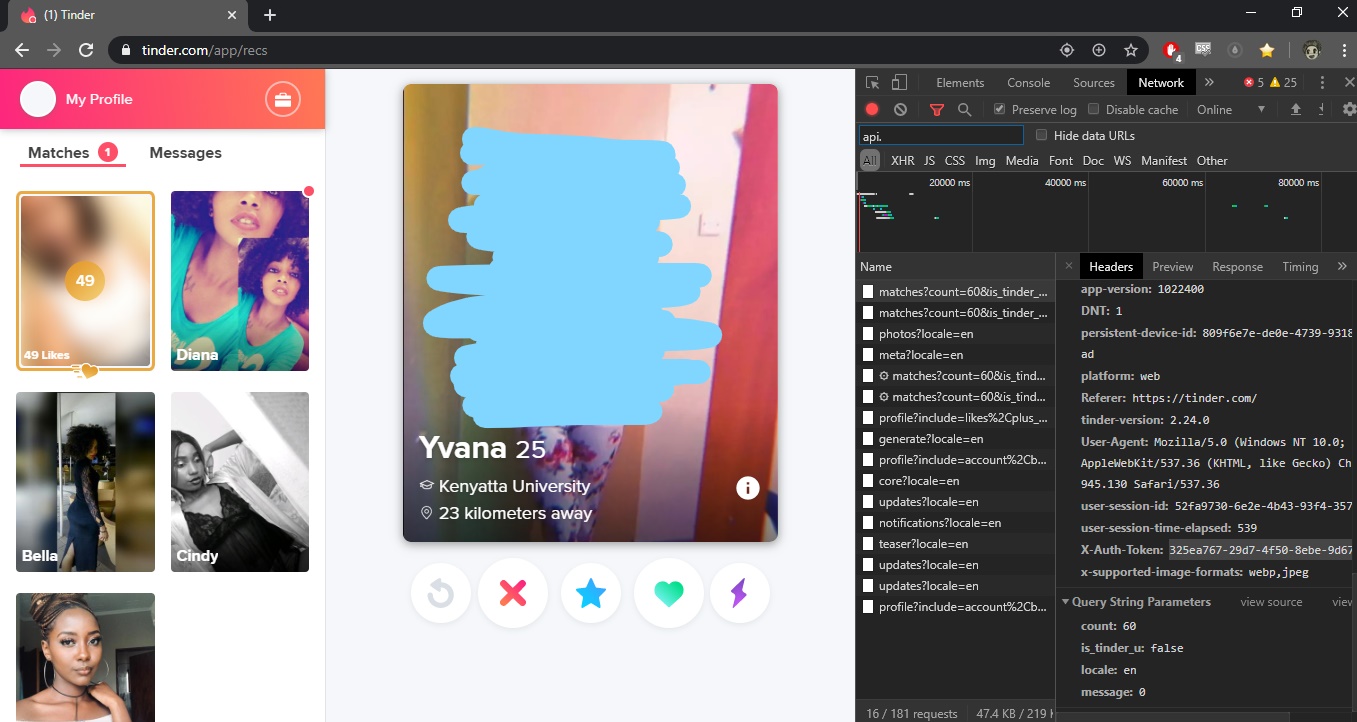 (1) Tinder
tinder.com/app/recs
4
My Profile
Matches 1 Messages
49
49 Likes
Diana
Bella
Cindy
Yvana 25
Kenyatta University
23 kilometers away
Elements Console Sources Network » 5 25
Preserve log Disable cache Online
api. Hide data URLs
All XHR JS CSS Img Media Font Doc WS Manifest Other
20000 ms 40000 ms 60000 ms 80000 ms
Name
matches?count=60&is_tinder_...
matches?count=60&is_tinder_...
photos?locale=en
meta?locale=en
matches?count=60&is_tind...
matches?count=60&is_tind...
profile?include=likes%2Cplus_...
generate?locale=en
profile?include=account%2Cb...
core?locale=en
updates?locale=en
notifications?locale=en
teaser?locale=en
updates?locale=en
updates?locale=en
profile?include=account%2Cb...
16 / 181 requests 47.4 KB / 219
Headers Preview Response Timing »
app-version: 1022400
DNT: 1
persistent-device-id: 809f6e7e-de0e-4739-9318
ad
platform: web
Referer: https://tinder.com/
tinder-version: 2.24.0
User-Agent: Mozilla/5.0 (Windows NT 10.0;
AppleWebKit/537.36 (KHTML, like Gecko) Ch
945.130 Safari/537.36
user-session-id: 52fa9730-6e2e-4b43-93f4-357
user-session-time-elapsed: 539
X-Auth-Token: 325ea767-29d7-4f50-8ebe-9d67
x-supported-image-formats: webp,jpeg
Query String Parameters view source view
count: 60
is_tinder_u: false
locale: en
message: 0